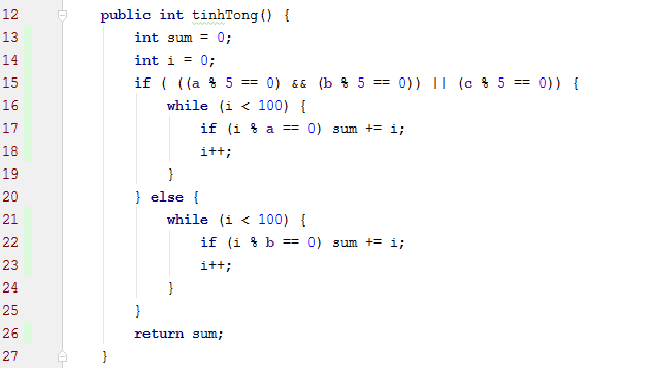 12 public int tinhTong() {
13 int sum = 0;
14 int i = 0;
15 if ( ((a % 5 == 0) && (b % 5 == 0)) || (c % 5 == 0)) {
16 while (i < 100) {
17 if (i % a == 0) sum += i;
18 i++;
19 }
20 } else {
21 while (i < 100) {
22 if (i % b == 0) sum += i;
23 i++;
24 }
25 }
26 return sum;
27 }